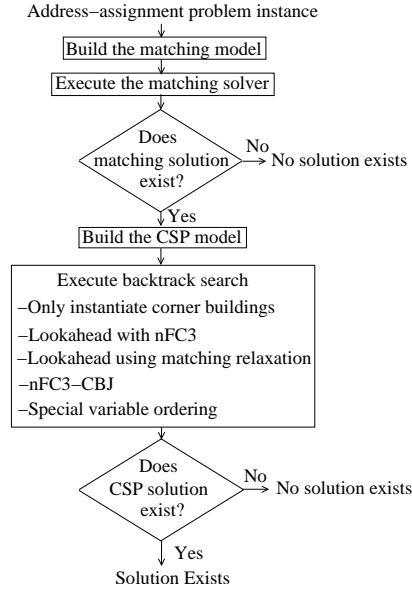 Address−assignment problem instance
Build the matching model
Execute the matching solver
Does
matching solution
exist?
No
No solution exists
Yes
Build the CSP model
Execute backtrack search
−Only instantiate corner buildings
−Lookahead with nFC3
−Lookahead using matching relaxation
−nFC3−CBJ
−Special variable ordering
Does
CSP solution
exist?
No
No solution exists
Yes
Solution Exists